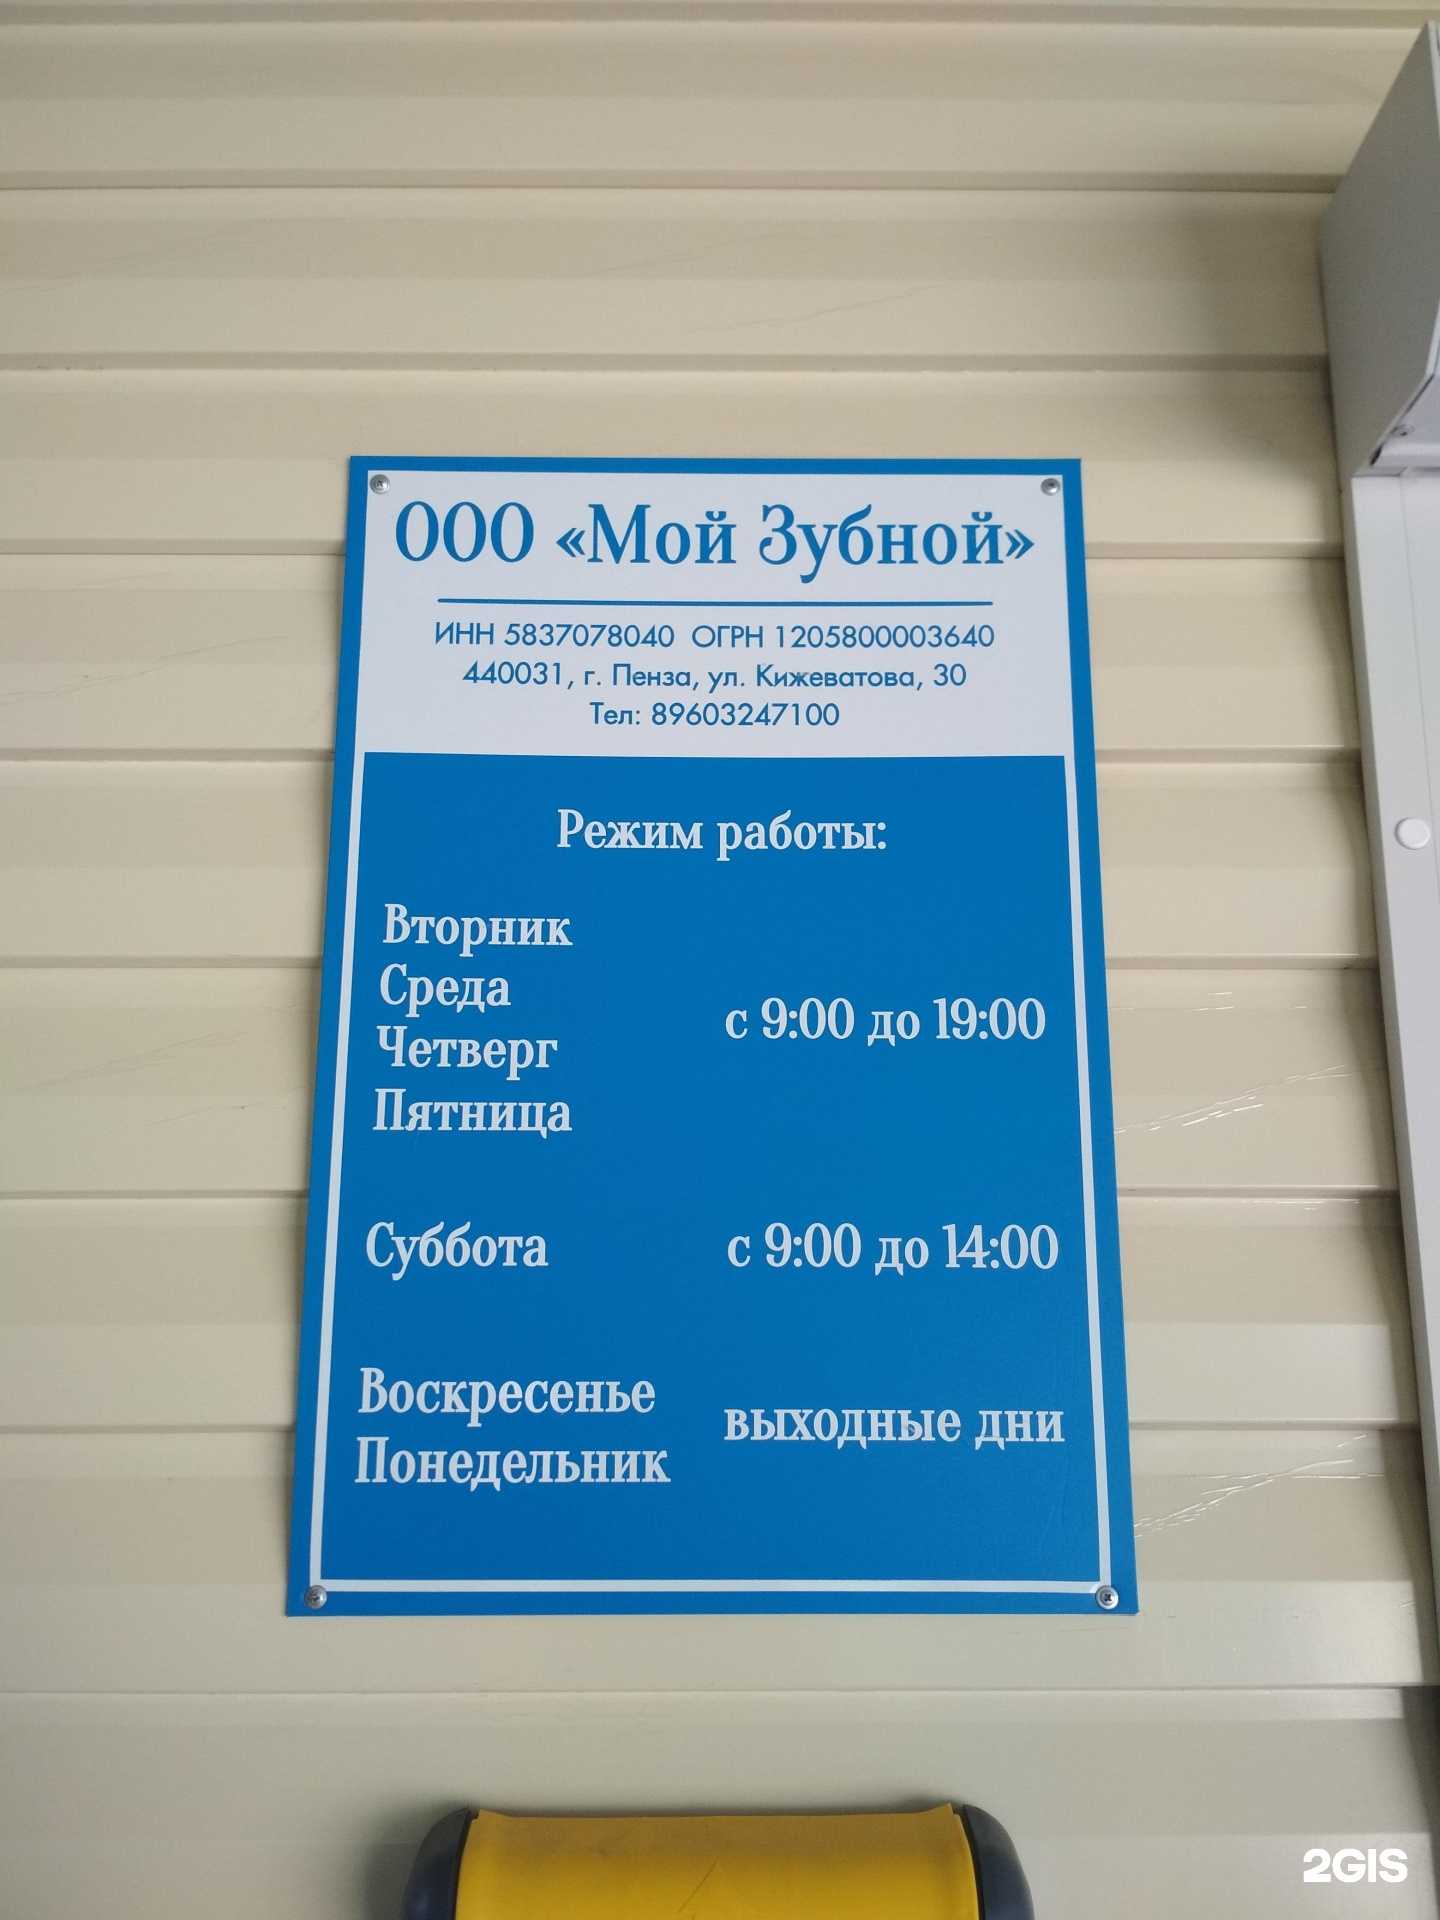 ООО «Мой Зубной»
ИНН 5837078040 ОГРН 1205800003640
440031, г. Пенза, ул. Кижеватова, 30
Тел: 89603247100
Режим работы:
Вторник
Среда
Четверг
Пятница
с 9:00 до 19:00
Суббота с 9:00 до 14:00
Воскресенье
Понедельник
выходные дни
2GIS